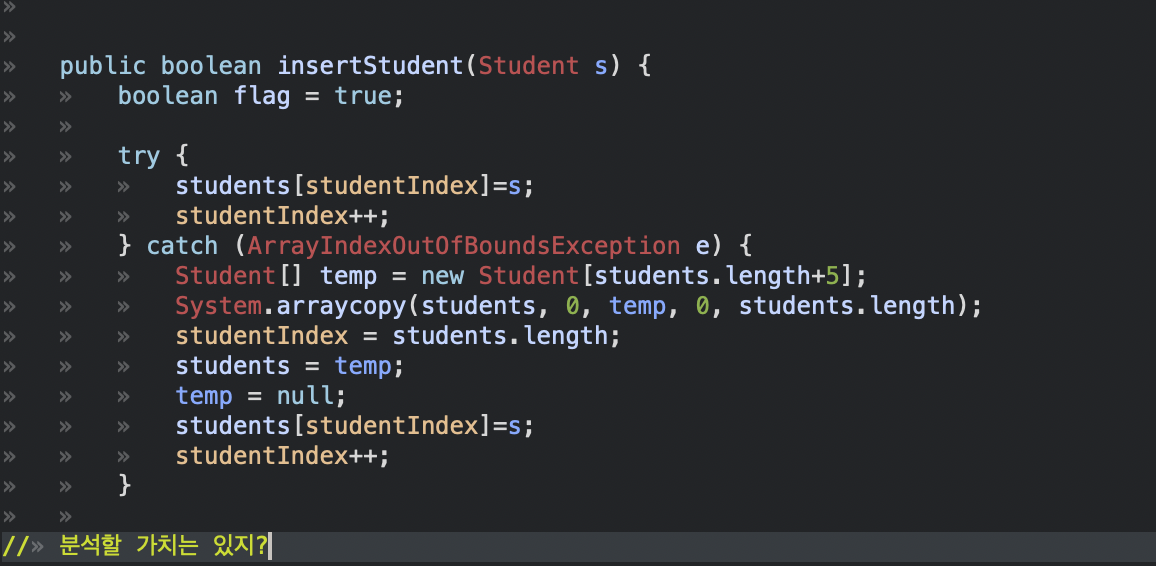 »
»
»   public boolean insertStudent(Student s) {
»   »   boolean flag = true;
»   »
»   »   try {
»   »   »   students[studentIndex]=s;
»   »   »   studentIndex++;
»   »   } catch (ArrayIndexOutOfBoundsException e) {
»   »   »   Student[] temp = new Student[students.length+5];
»   »   »   System.arraycopy(students, 0, temp, 0, students.length);
»   »   »   studentIndex = students.length;
»   »   »   students = temp;
»   »   »   temp = null;
»   »   »   students[studentIndex]=s;
»   »   »   studentIndex++;
»   »   }
»   »
//» 분석할 가치는 있지?